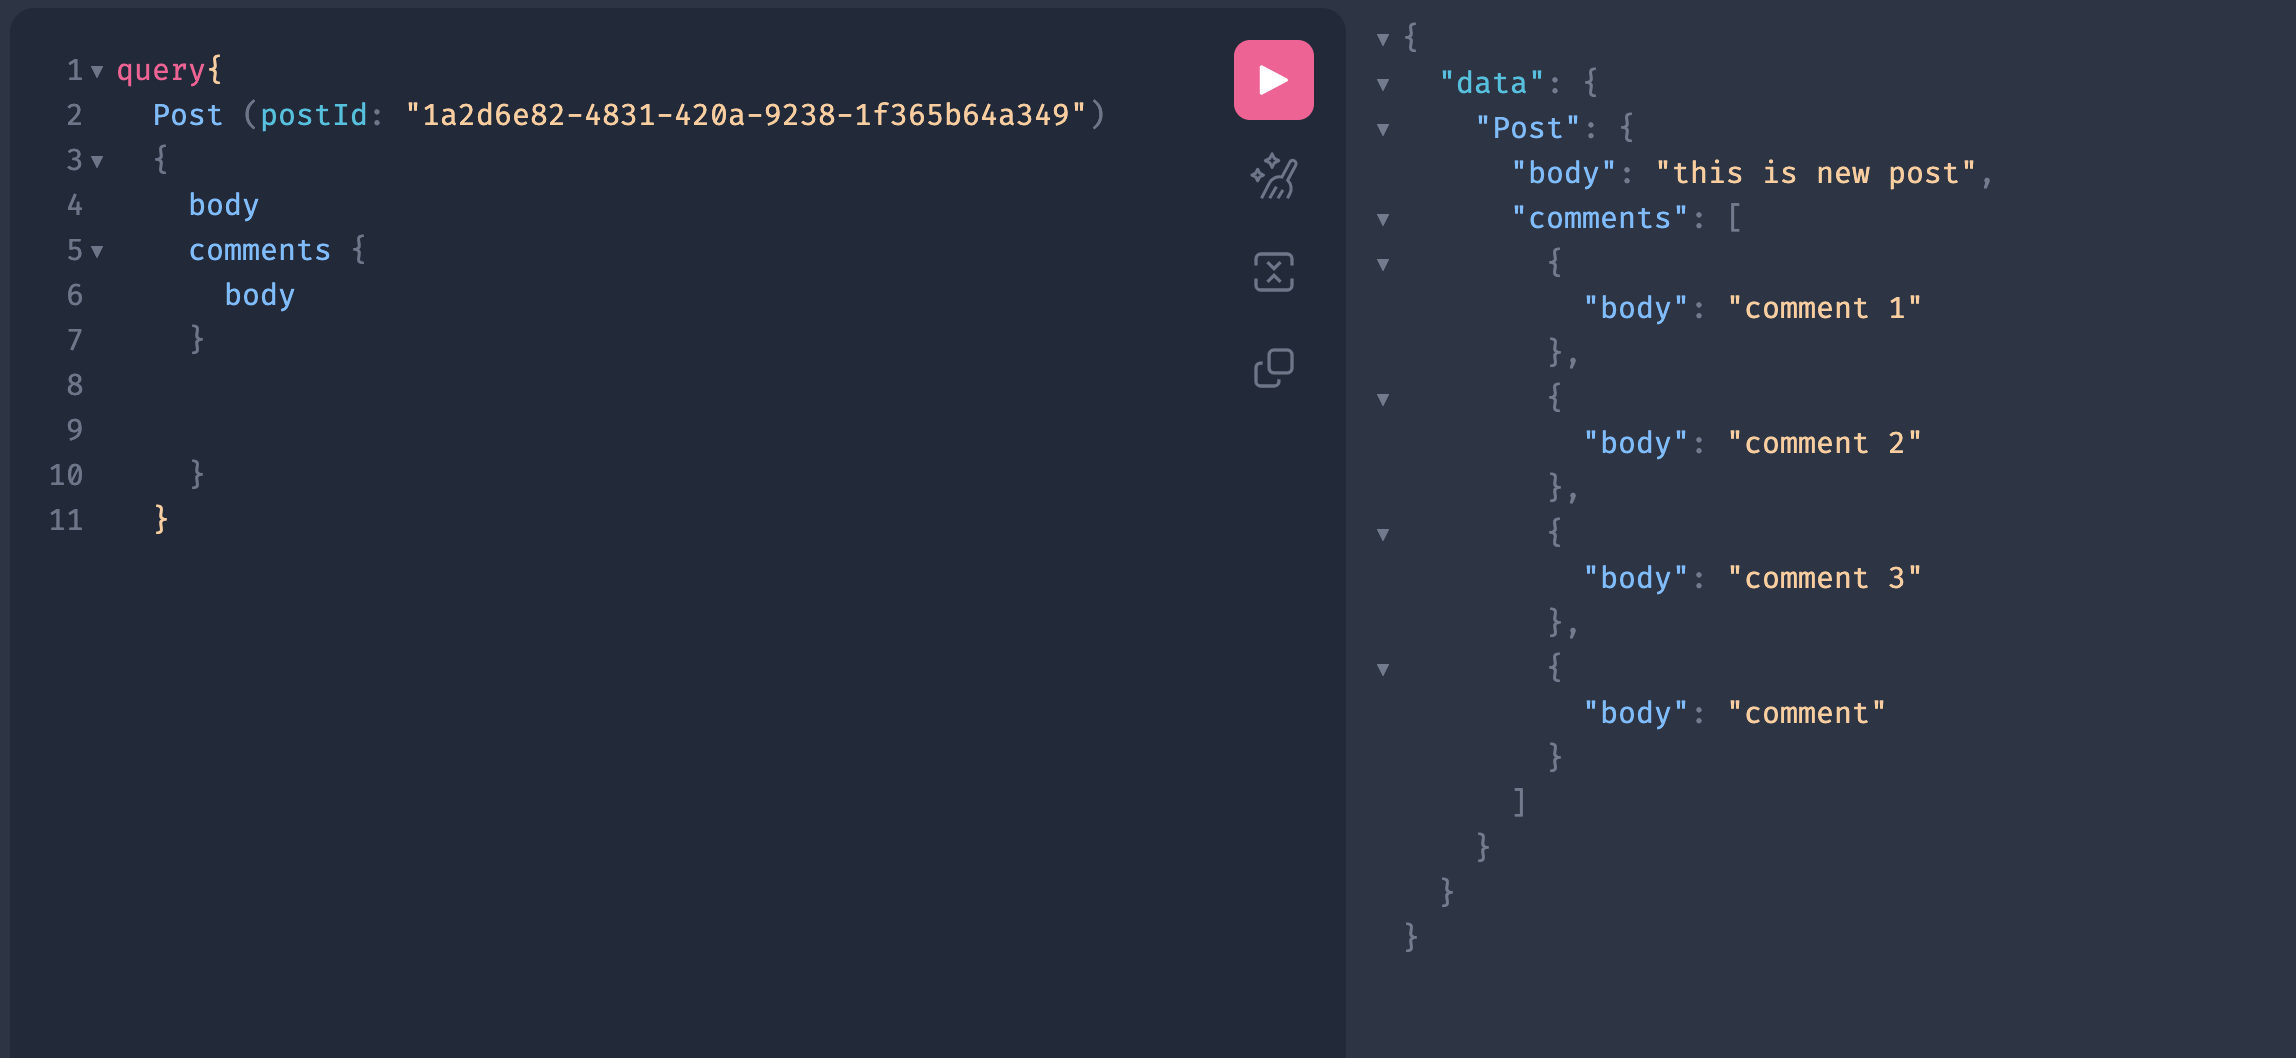 1 query{
2 Post (postId: "1a2d6e82-4831-420a-9238-1f365b64a349")
3 {
4 body
5 comments {
6 body
7 }
8
9
10 }
11 }
{
"data": {
"Post": {
"body": "this is new post",
"comments": [
{
"body": "comment 1"
},
{
"body": "comment 2"
},
{
"body": "comment 3"
},
{
"body": "comment"
}
]
}
}
}